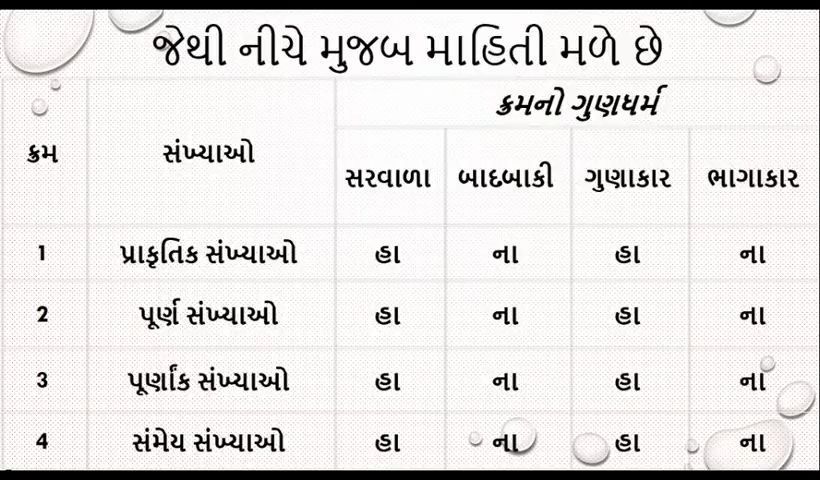 જેથી નીચે મુજબ માહિતી મળે છે
ક્રમ સંખ્યાઓ ક્રમનો ગુણધર્મ
સરવાળા બાદબાકી ગુણાકાર ભાગાકાર
1 પ્રાકૃતિક સંખ્યાઓ હા ના હા ના
2 પૂર્ણ સંખ્યાઓ હા ના હા ના
3 પૂર્ણાંક સંખ્યાઓ હા ના હા ના
4 સંમેય સંખ્યાઓ હા ના હા ના